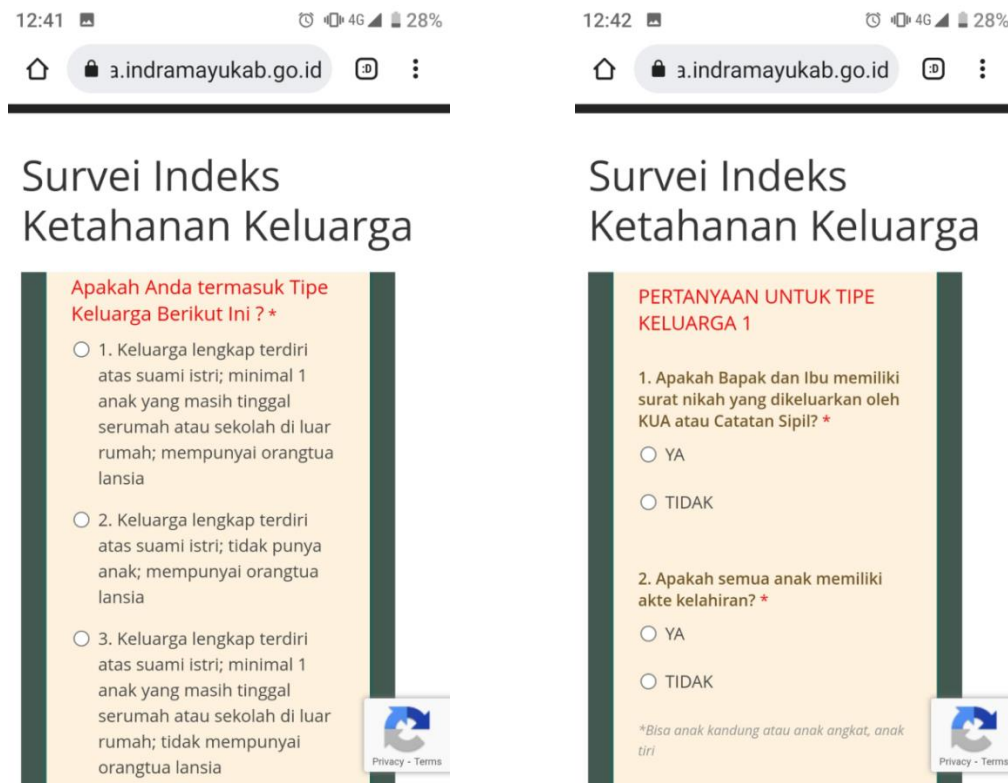 12:41 4G 28%
a.indramayukab.go.id :D
Survei Indeks
Ketahanan Keluarga
Apakah Anda termasuk Tipe
Keluarga Berikut Ini ? *
1. Keluarga lengkap terdiri
atas suami istri; minimal 1
anak yang masih tinggal
serumah atau sekolah di luar
rumah; mempunyai orangtua
lansia
2. Keluarga lengkap terdiri
atas suami istri; tidak punya
anak; mempunyai orangtua
lansia
3. Keluarga lengkap terdiri
atas suami istri; minimal 1
anak yang masih tinggal
serumah atau sekolah di luar
rumah; tidak mempunyai
orangtua lansia
Privacy - Terms
12:42 4G 28%
a.indramayukab.go.id :D
Survei Indeks
Ketahanan Keluarga
PERTANYAAN UNTUK TIPE
KELUARGA 1
1. Apakah Bapak dan Ibu memiliki
surat nikah yang dikeluarkan oleh
KUA atau Catatan Sipil? *
YA
TIDAK
2. Apakah semua anak memiliki
akte kelahiran? *
YA
TIDAK
*Bisa anak kandung atau anak angkat, anak
tiri
Privacy - Terms